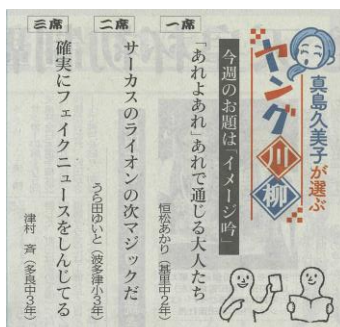 真島久美子が選ぶ
ヤング川柳
今週のお題は「イメージ吟」
一席
「あれよあれ」あれで通じる大人たち
恒松あかり（基里中2年）
二席
サーカスのライオンの次マジックだ
うら田ゆいと（波多津小3年）
三席
確実にフェイクニュースをしんじてる
津村　斉（多良中3年）